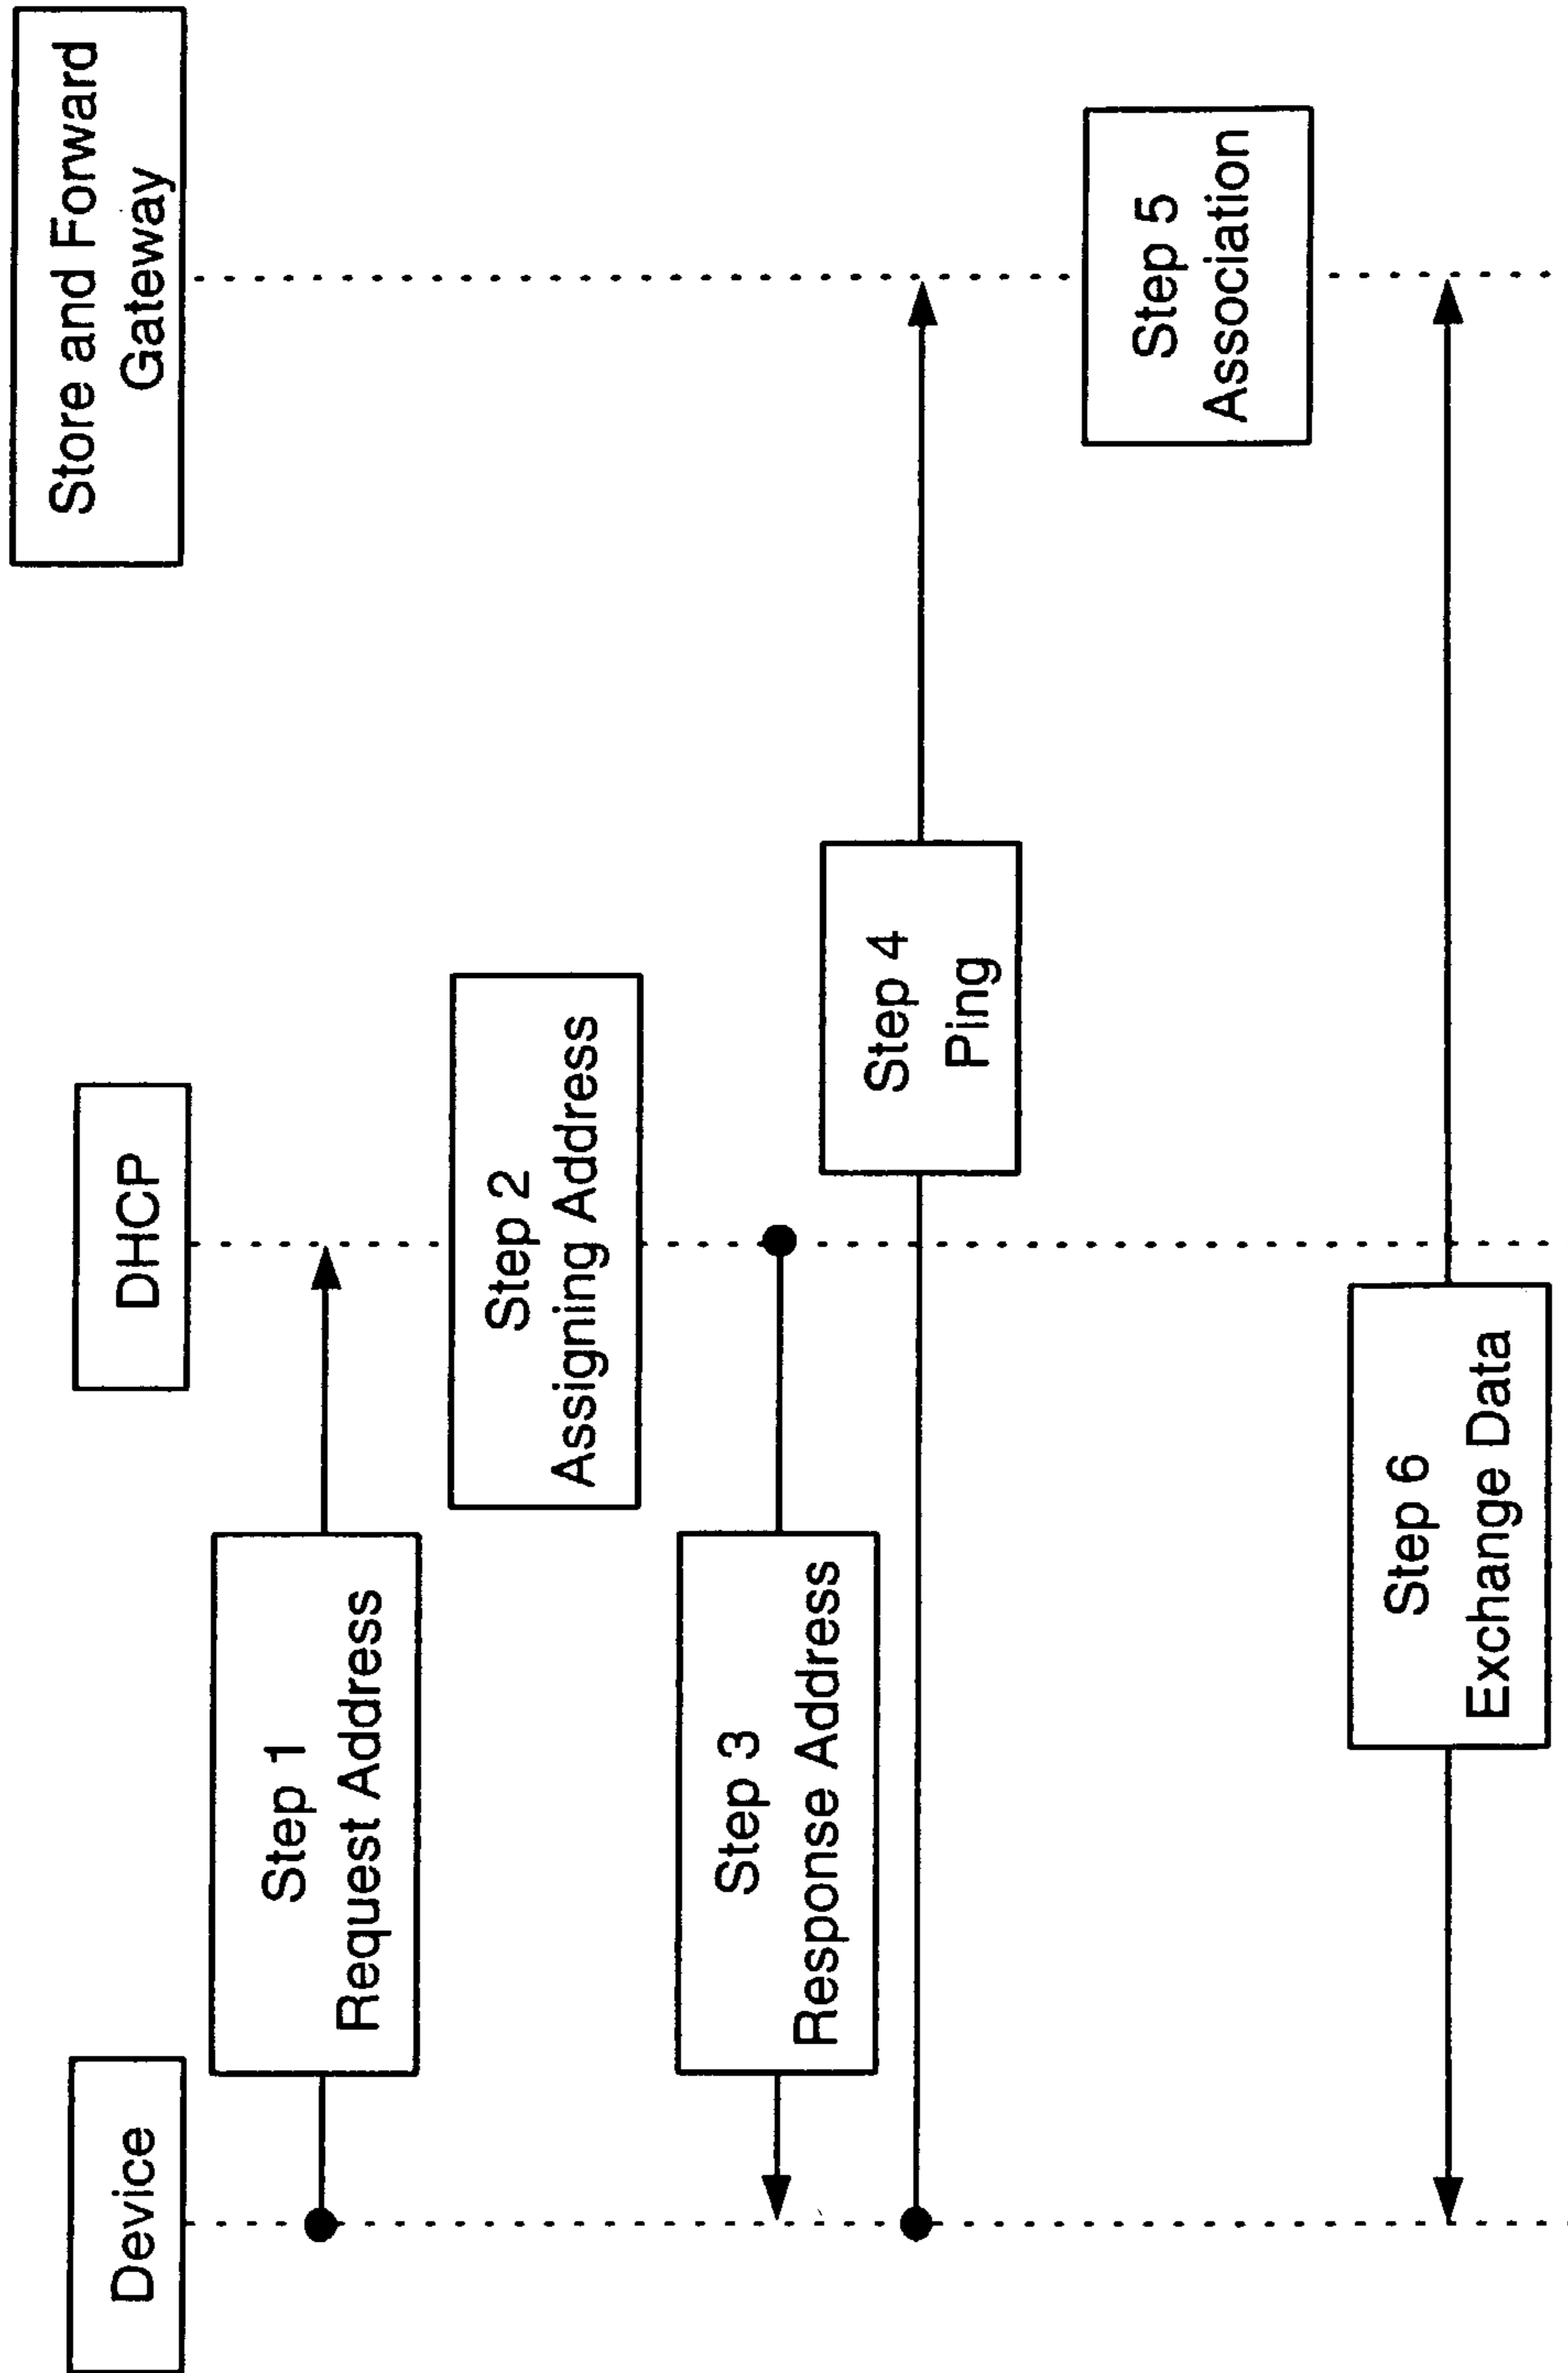 Device
DHCP
Store and Forward
Gateway
Step 1
Request Address
Step 2
Assigning Address
Step 3
Response Address
Step 4
Ping
Step 5
Association
Step 6
Exchange Data